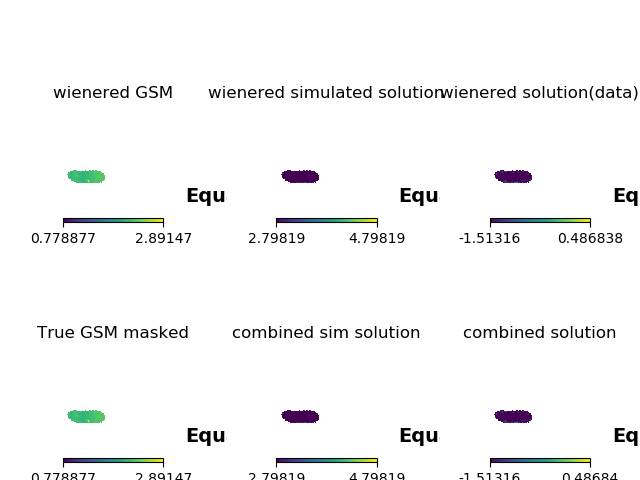 wienered GSM wienered simulated solution wienered solution(data)
Equ Equ Eq
0.778877 2.89147 2.79819 4.79819 -1.51316 0.486838
True GSM masked combined sim solution combined solution
Equ Equ Eq
0.778877 2.89147 2.79819 4.79819 -1.51316 0.48684